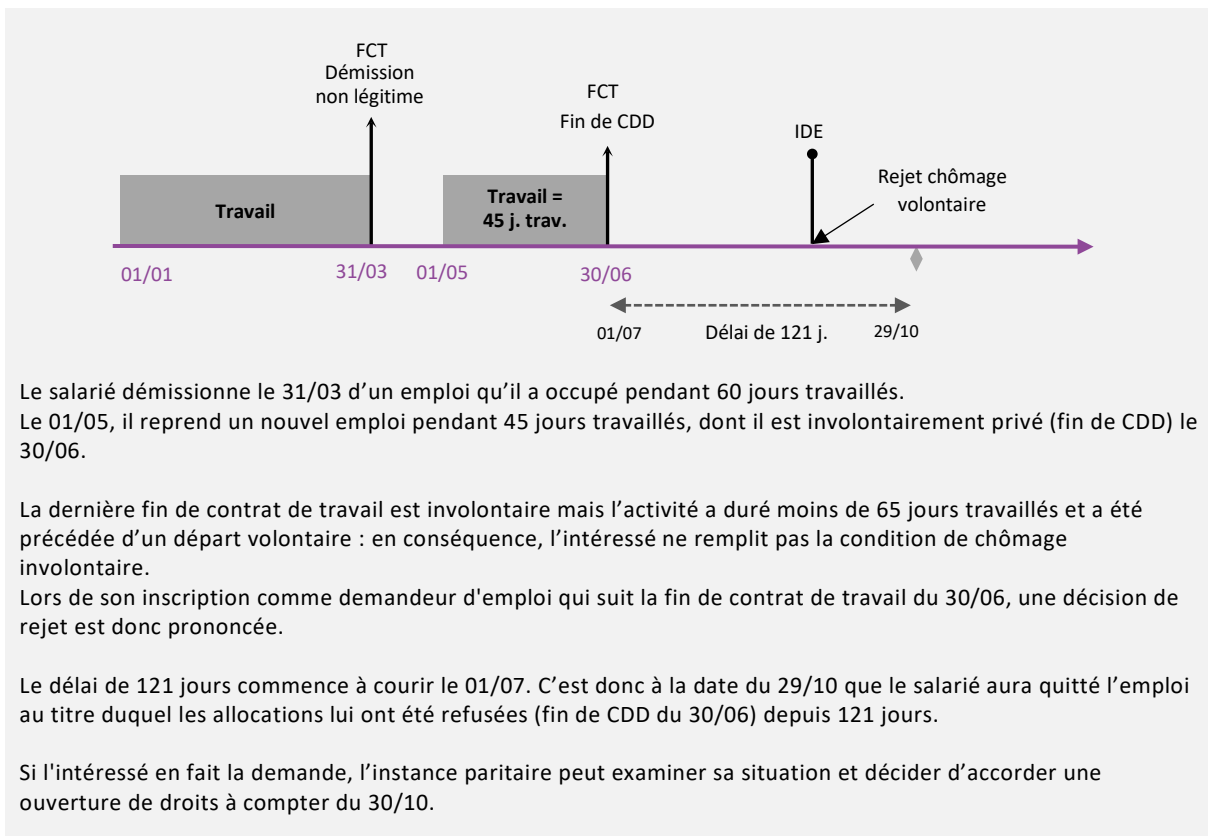 FCT
Démission
non légitime
FCT
Fin de CDD
IDE
Rejet chômage
volontaire
Travail
Travail =
45 j. trav.
01/01
31/03
01/05
30/06
01/07
Délai de 121 j.
29/10
Le salarié démissionne le 31/03 d’un emploi qu’il a occupé pendant 60 jours travaillés.
Le 01/05, il reprend un nouvel emploi pendant 45 jours travaillés, dont il est involontairement privé (fin de CDD) le
30/06.
La dernière fin de contrat de travail est involontaire mais l’activité a duré moins de 65 jours travaillés et a été
précédée d’un départ volontaire : en conséquence, l’intéressé ne remplit pas la condition de chômage
involontaire.
Lors de son inscription comme demandeur d'emploi qui suit la fin de contrat de travail du 30/06, une décision de
rejet est donc prononcée.
Le délai de 121 jours commence à courir le 01/07. C’est donc à la date du 29/10 que le salarié aura quitté l’emploi
au titre duquel les allocations lui ont été refusées (fin de CDD du 30/06) depuis 121 jours.
Si l'intéressé en fait la demande, l’instance paritaire peut examiner sa situation et décider d’accorder une
ouverture de droits à compter du 30/10.